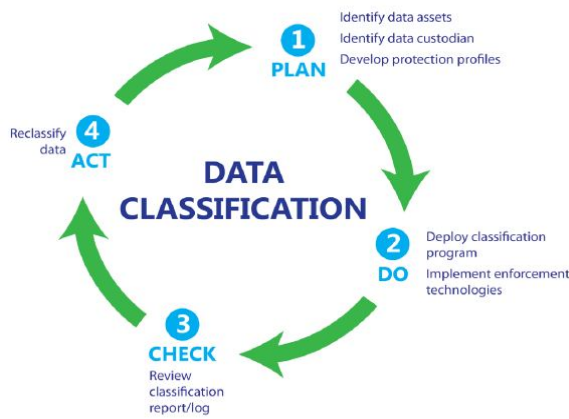 1
PLAN
Identify data assets
Identify data custodian
Develop protection profiles
DATA
CLASSIFICATION
2
DO
Deploy classification
program
Implement enforcement
technologies
3
CHECK
Review
classification
report/log
4
ACT
Reclassify
data